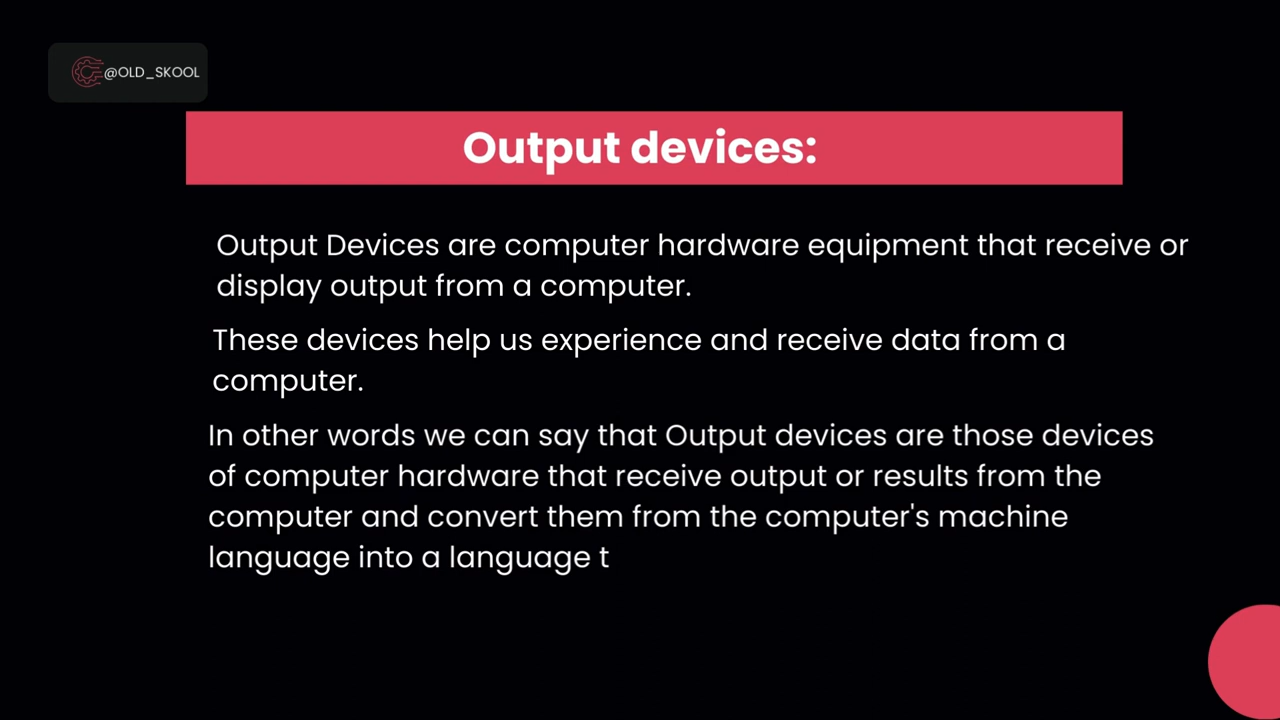 @OLD_SKOOL
Output devices:
Output Devices are computer hardware equipment that receive or
display output from a computer.
These devices help us experience and receive data from a
computer.
In other words we can say that Output devices are those devices
of computer hardware that receive output or results from the
computer and convert them from the computer's machine
language into a language t